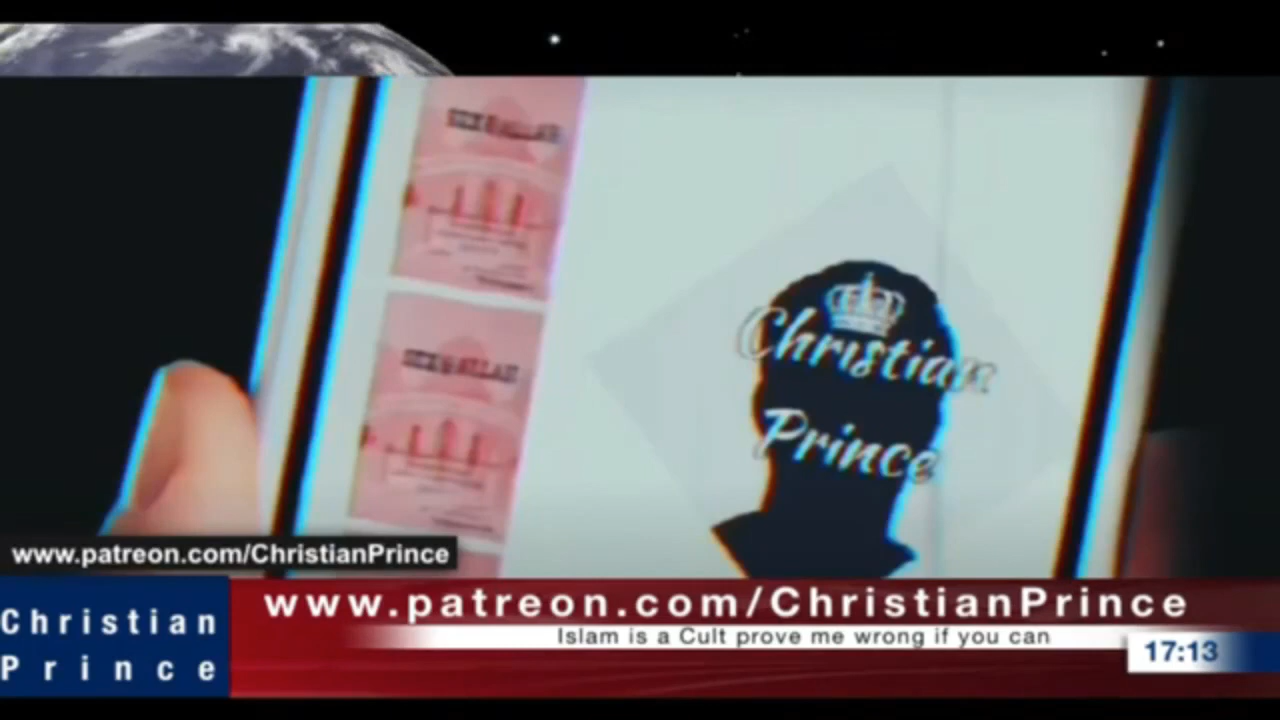 Christian
Prince
www.patreon.com/ChristianPrince
www.patreon.com/ChristianPrince
Islam is a Cult prove me wrong if you can
Christian
Prince
17:13